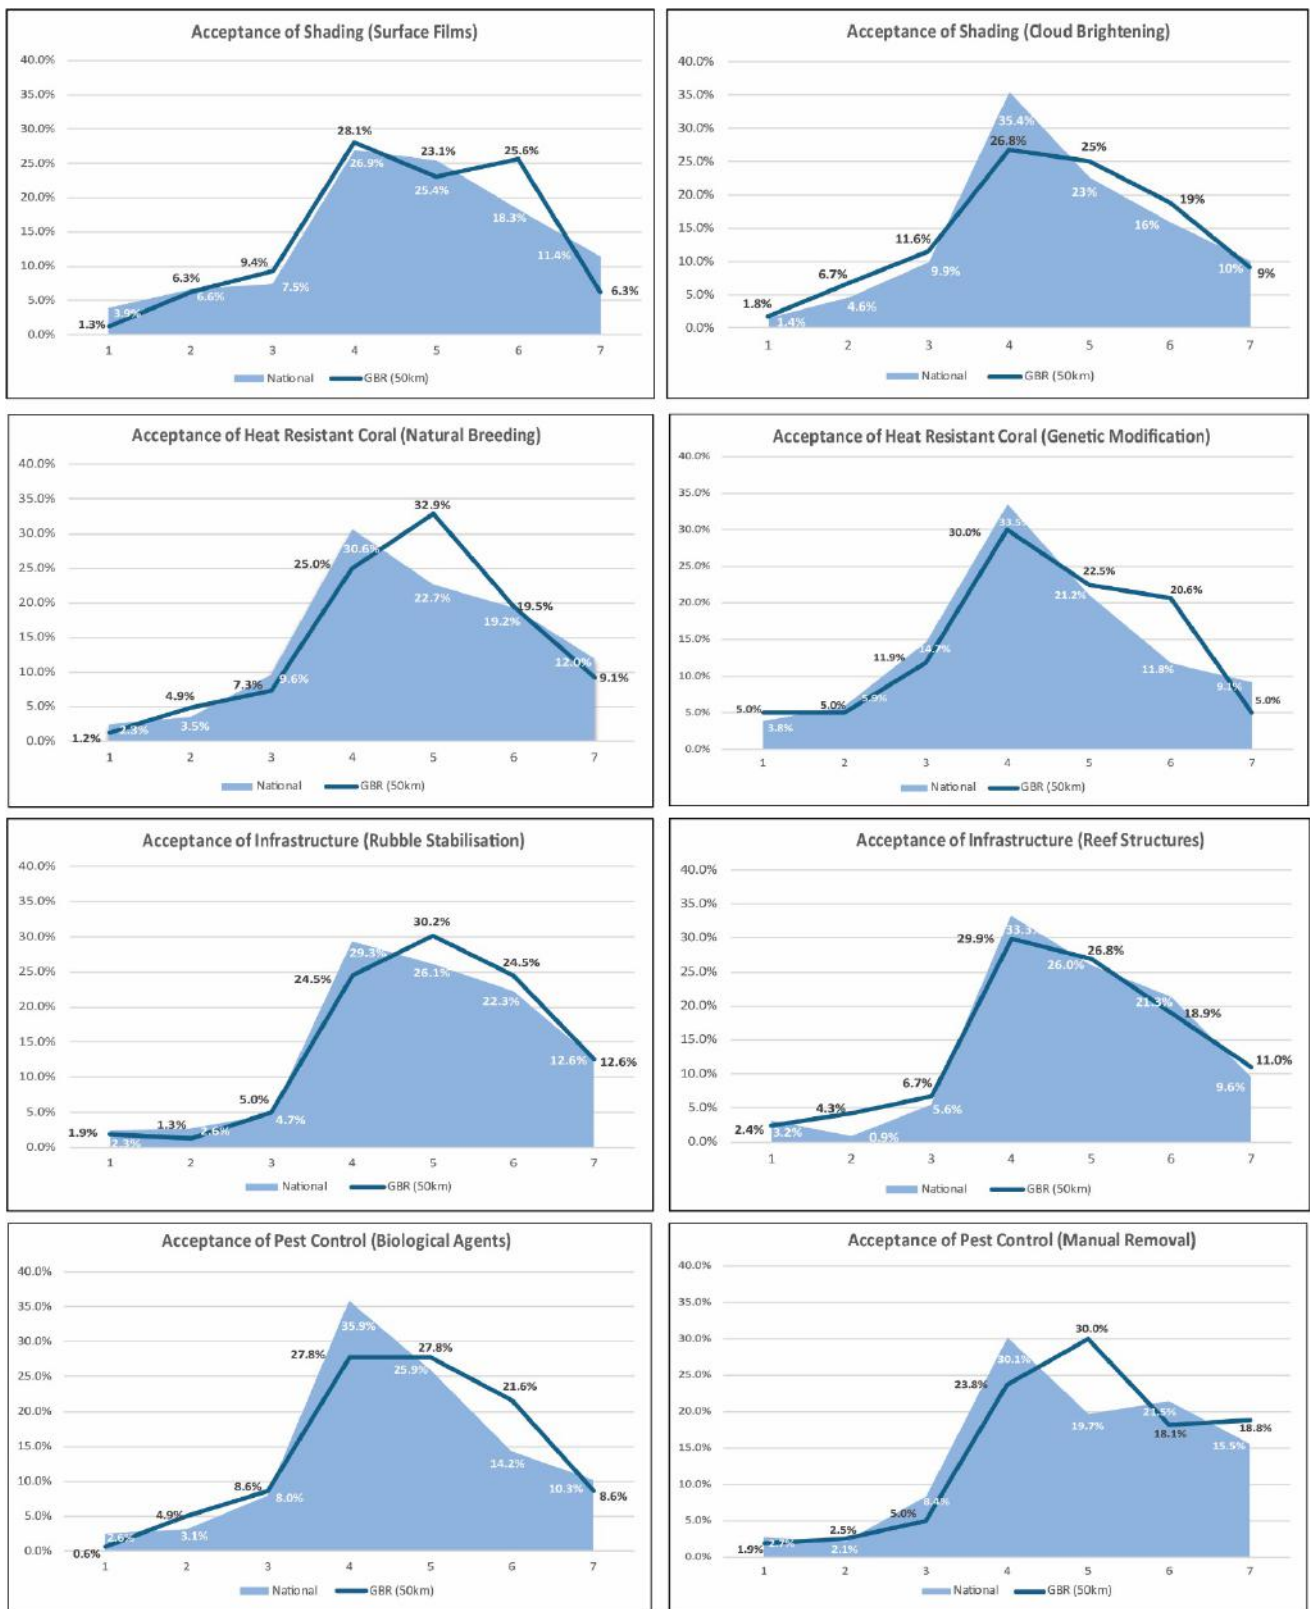 Acceptance of Shading (Surface Films)
40.0%
35.0%
30.0%
25.0%
20.0%
15.0%
10.0%
5.0%
0.0%
1.3% 6.3% 9.4% 28.1% 23.1% 25.6% 6.3%
3.9% 6.6% 7.5% 26.9% 25.4% 18.3% 11.4%
1 2 3 4 5 6 7
National GBR (50km)
Acceptance of Shading (Cloud Brightening)
40.0%
35.0%
30.0%
25.0%
20.0%
15.0%
10.0%
5.0%
0.0%
1.8% 6.7% 11.6% 26.8% 25% 19% 9%
1.4% 4.6% 9.9% 35.4% 23% 16% 10%
1 2 3 4 5 6 7
National GBR (50km)
Acceptance of Heat Resistant Coral (Natural Breeding)
40.0%
35.0%
30.0%
25.0%
20.0%
15.0%
10.0%
5.0%
0.0%
1.2% 4.9% 7.3% 25.0% 32.9% 19.5% 9.1%
2.3% 3.5% 9.6% 30.6% 22.7% 19.2% 12.0%
1 2 3 4 5 6 7
National GBR (50km)
Acceptance of Heat Resistant Coral (Genetic Modification)
40.0%
35.0%
30.0%
25.0%
20.0%
15.0%
10.0%
5.0%
0.0%
5.0% 5.0% 11.9% 30.0% 22.5% 20.6% 5.0%
3.8% 5.9% 14.7% 33.5% 21.2% 11.8% 9.1%
1 2 3 4 5 6 7
National GBR (50km)
Acceptance of Infrastructure (Rubble Stabilisation)
40.0%
35.0%
30.0%
25.0%
20.0%
15.0%
10.0%
5.0%
0.0%
1.9% 1.3% 5.0% 24.5% 30.2% 24.5% 12.6%
2.3% 2.6% 4.7% 29.3% 26.1% 22.3% 12.6%
1 2 3 4 5 6 7
National GBR (50km)
Acceptance of Infrastructure (Reef Structures)
40.0%
35.0%
30.0%
25.0%
20.0%
15.0%
10.0%
5.0%
0.0%
2.4% 4.3% 6.7% 29.9% 26.8% 18.9% 11.0%
3.2% 0.9% 5.6% 33.3% 26.0% 21.3% 9.6%
1 2 3 4 5 6 7
National GBR (50km)
Acceptance of Pest Control (Biological Agents)
40.0%
35.0%
30.0%
25.0%
20.0%
15.0%
10.0%
5.0%
0.0%
0.6% 4.9% 8.6% 27.8% 27.8% 21.6% 8.6%
2.6% 3.1% 8.0% 35.9% 25.9% 14.2% 10.3%
1 2 3 4 5 6 7
National GBR (50km)
Acceptance of Pest Control (Manual Removal)
40.0%
35.0%
30.0%
25.0%
20.0%
15.0%
10.0%
5.0%
0.0%
1.9% 2.5% 5.0% 23.8% 30.0% 18.1% 18.8%
2.7% 2.1% 8.4% 30.1% 19.7% 21.5% 15.5%
1 2 3 4 5 6 7
National GBR (50km)